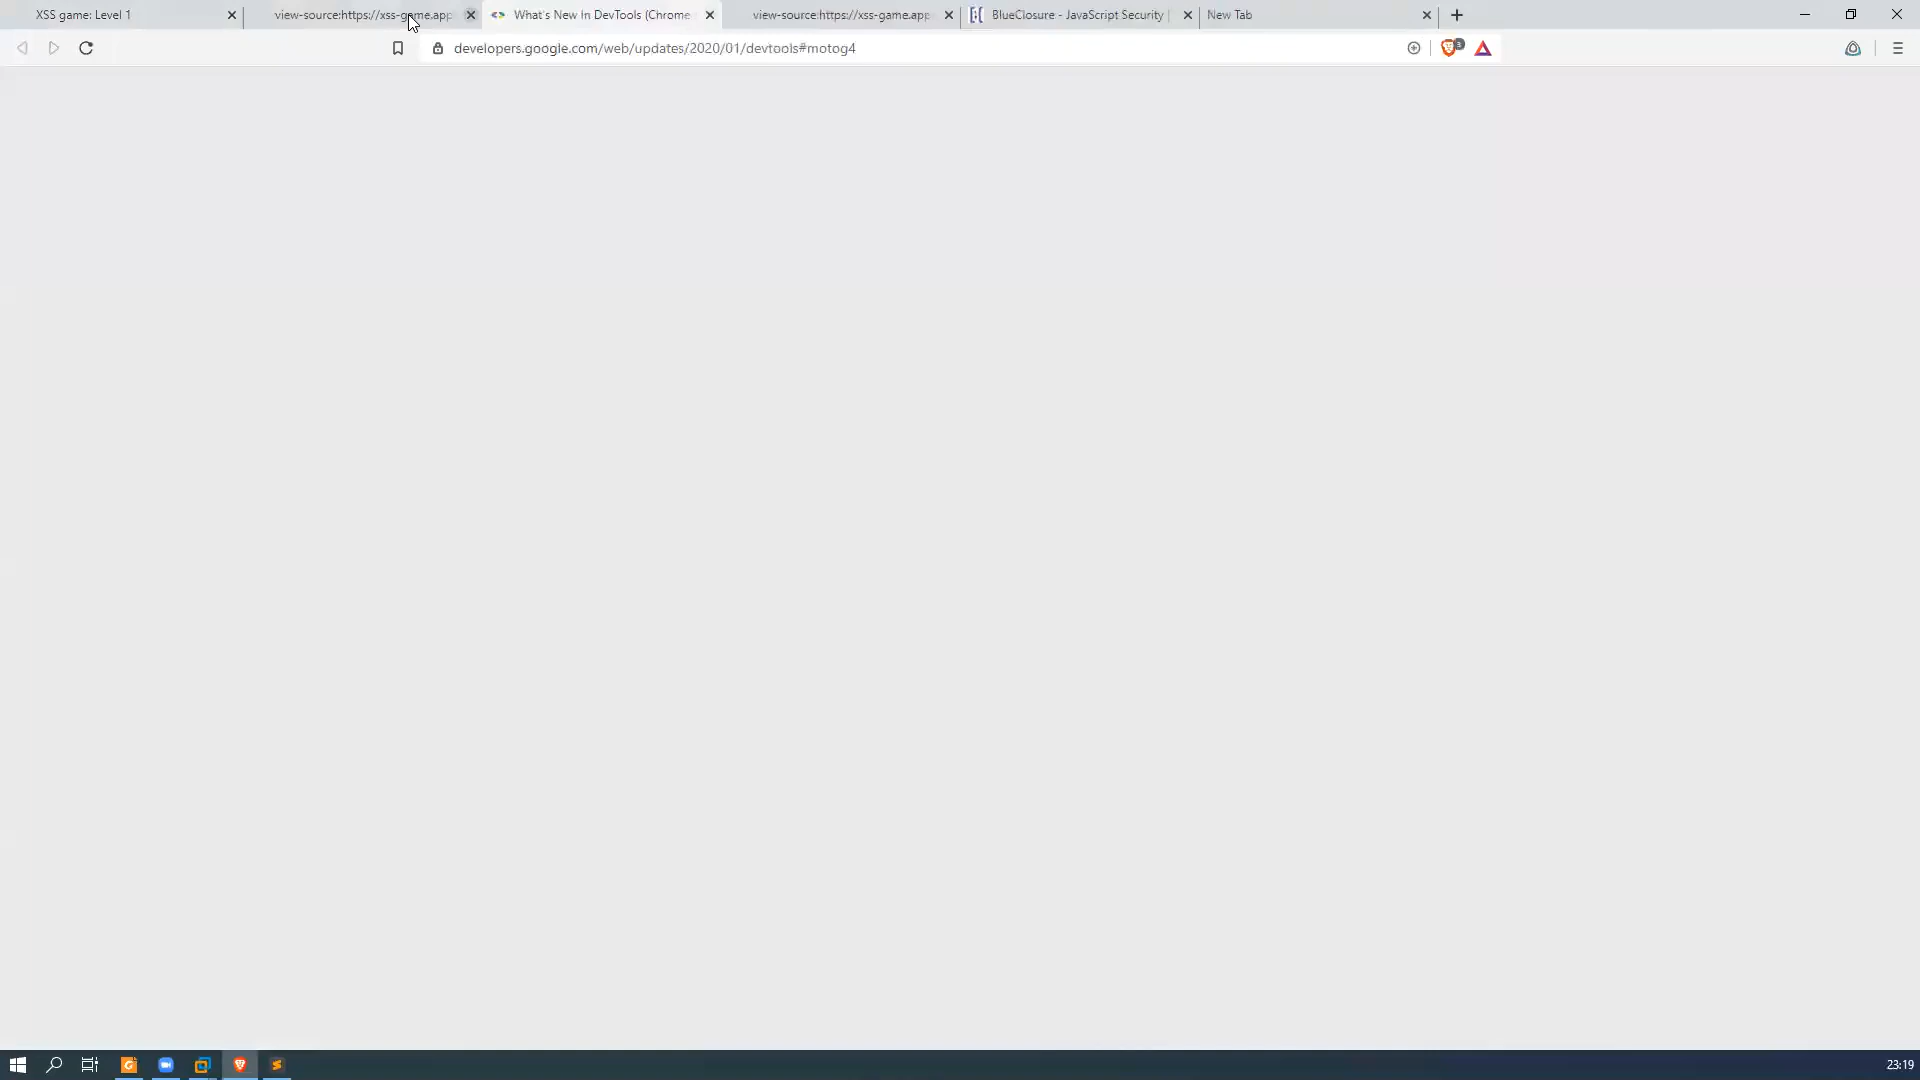 XSS game: Level 1
view-source:https://xss-game.app
What's New In DevTools (Chrome
view-source:https://xss-game.app
BlueClosure - JavaScript Security |
New Tab
developers.google.com/web/updates/2020/01/devtools#motog4
3
23:19